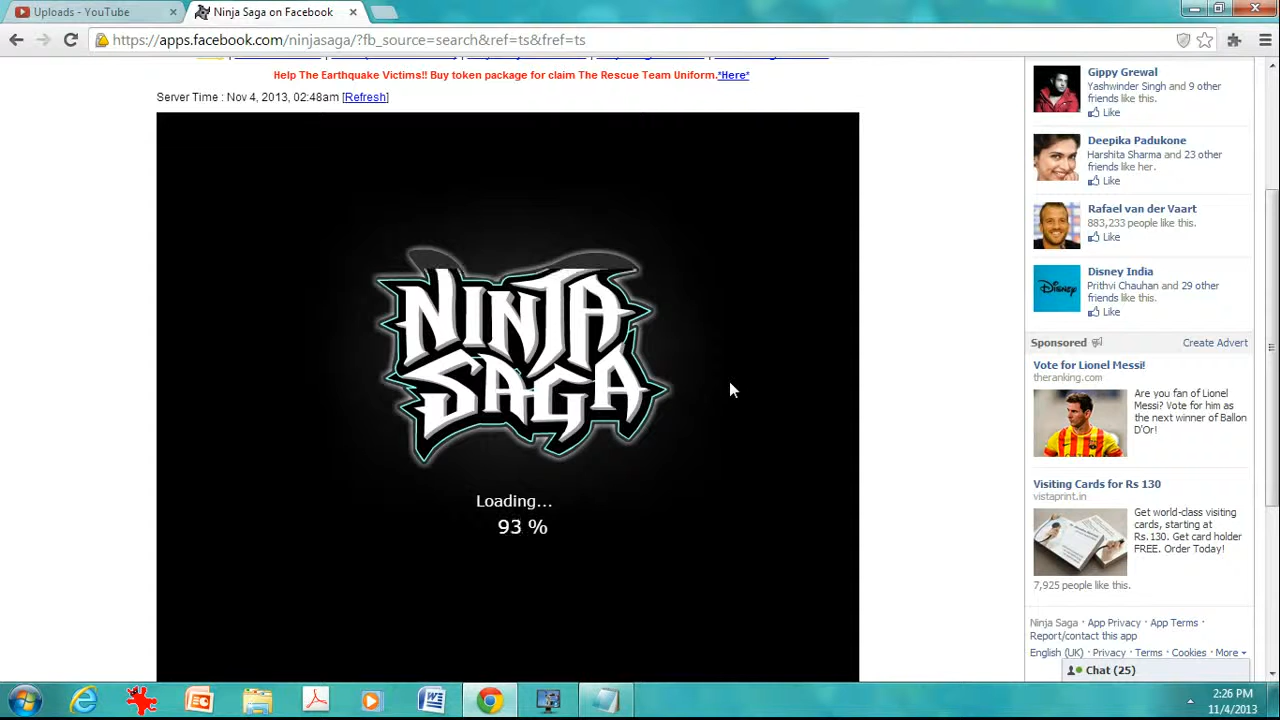 Uploads - YouTube
Ninja Saga on Facebook
https://apps.facebook.com/ninjasaga/?fb_source=search&ref=ts&fref=ts
Help The Earthquake Victims!! Buy token package for claim The Rescue Team Uniform.*Here*
Server Time : Nov 4, 2013, 02:48am [Refresh]
NINJA
SAGA
Loading...
93 %
Gippy Grewal
Yashwinder Singh and 9 other
friends like this.
Like
Deepika Padukone
Harshita Sharma and 23 other
friends like her.
Like
Rafael van der Vaart
883,233 people like this.
Like
Disney India
Prithvi Chauhan and 29 other
friends like this.
Like
Disney
Sponsored
Create Advert
Vote for Lionel Messi!
theranking.com
Are you fan of Lionel
Messi? Vote for him as
the next winner of Ballon
D'Or!
Visiting Cards for Rs 130
vistaprint.in
Get world-class visiting
cards, starting at
Rs.130. Get card holder
FREE. Order Today!
7,925 people like this.
Ninja Saga · App Privacy · App Terms ·
Report/contact this app
English (UK) · Privacy · Terms · Cookies · More
Chat (25)
2:26 PM
11/4/2013